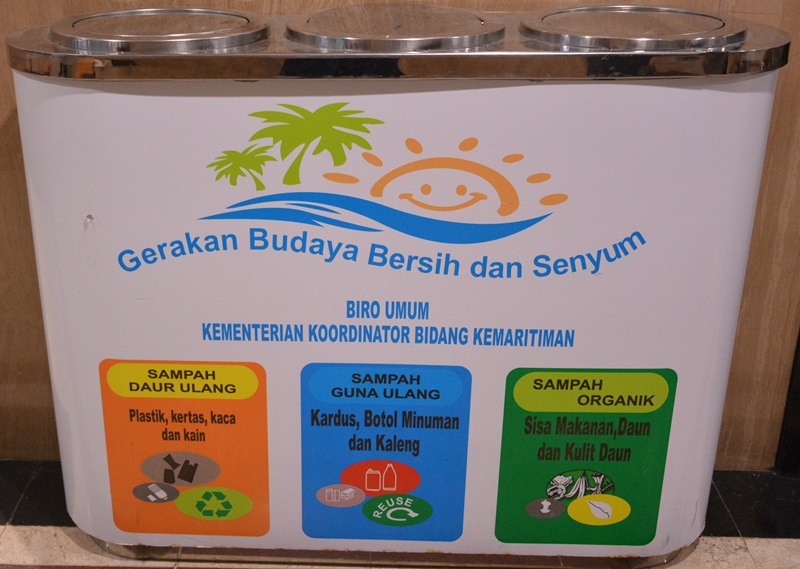 Gerakan Budaya Bersih dan Senyum
BIRO UMUM
KEMENTERIAN KOORDINATOR BIDANG KEMARITIMAN
SAMPAH
DAUR ULANG
Plastik, kertas, kaca
dan kain
SAMPAH
GUNA ULANG
Kardus, Botol Minuman
dan Kaleng
REUSE
SAMPAH
ORGANIK
Sisa Makanan,Daun
dan Kulit Daun